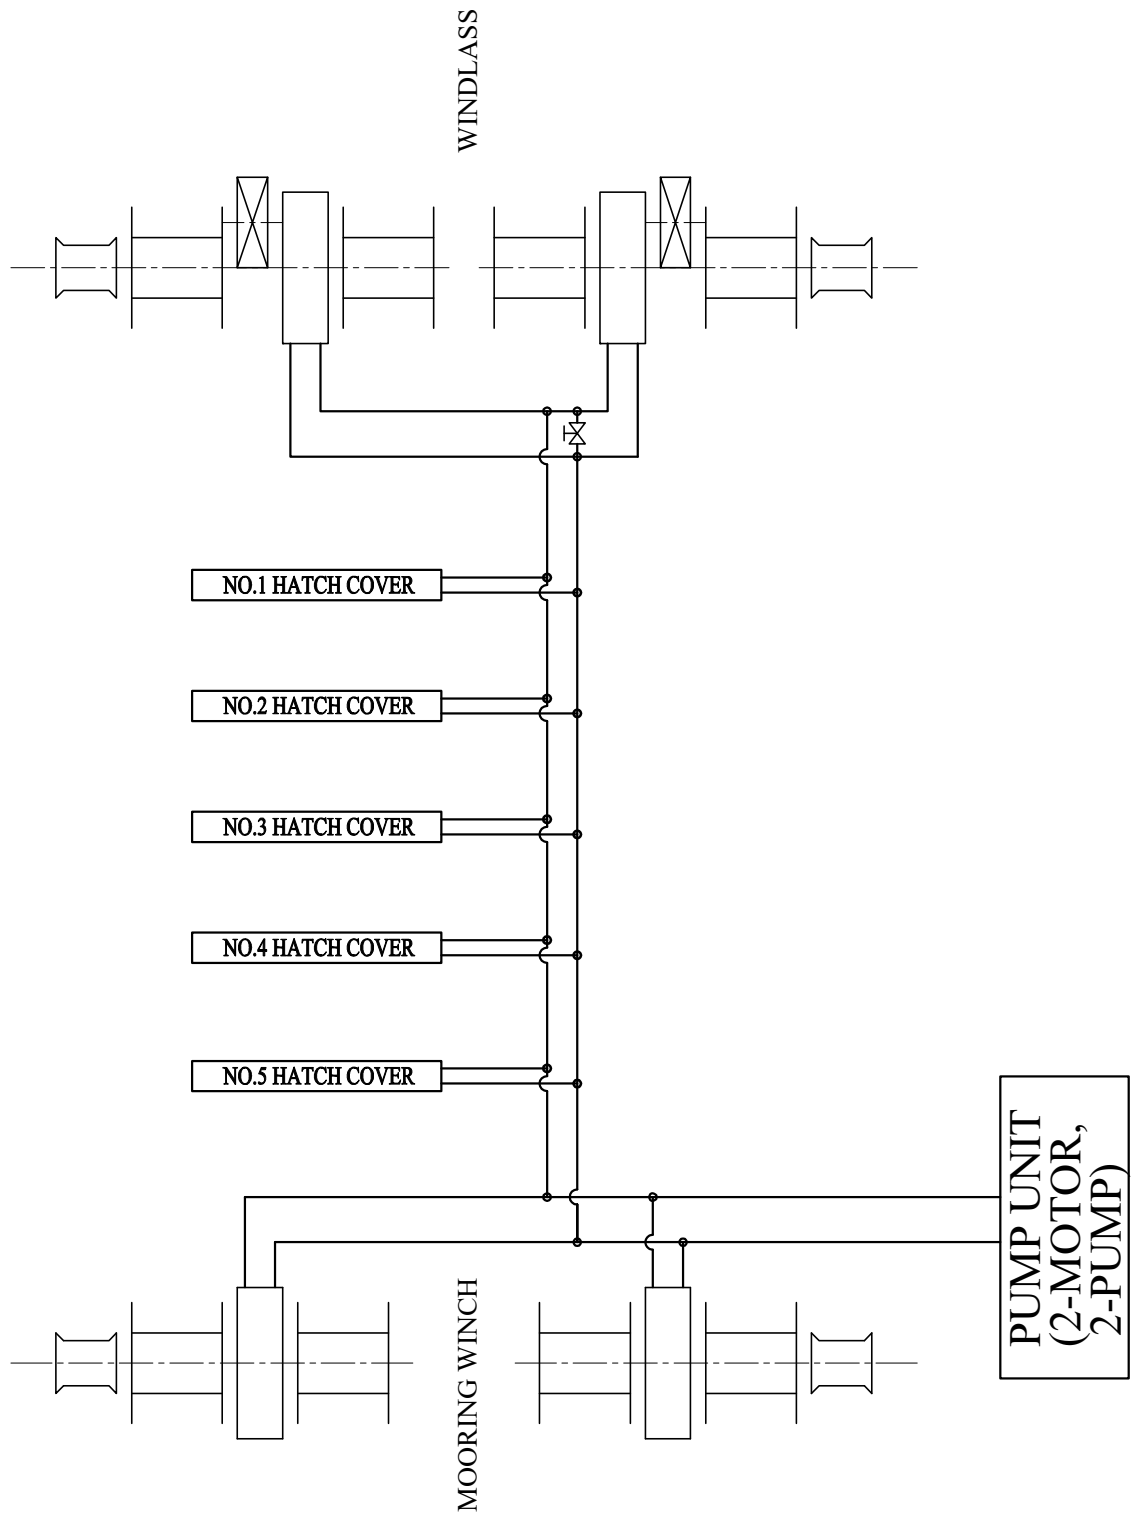 WINDLASS
NO.1 HATCH COVER
NO.2 HATCH COVER
NO.3 HATCH COVER
NO.4 HATCH COVER
NO.5 HATCH COVER
MOORING WINCH
PUMP UNIT
(2-MOTOR,
2-PUMP)